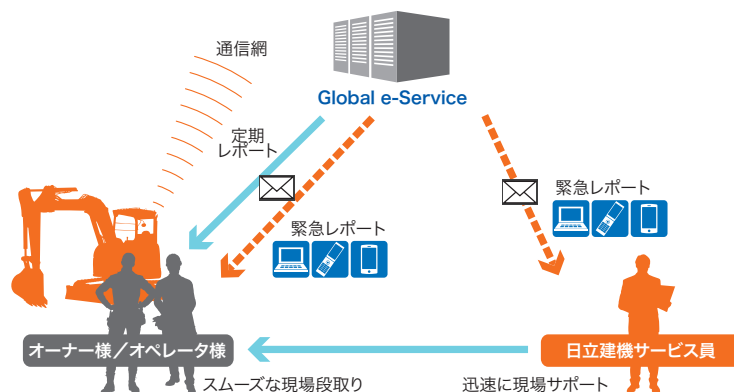 通信網
Global e-Service
定期
レポート
緊急レポート
緊急レポート
オーナー様／オペレータ様
日立建機サービス員
スムーズな現場段取り
迅速に現場サポート